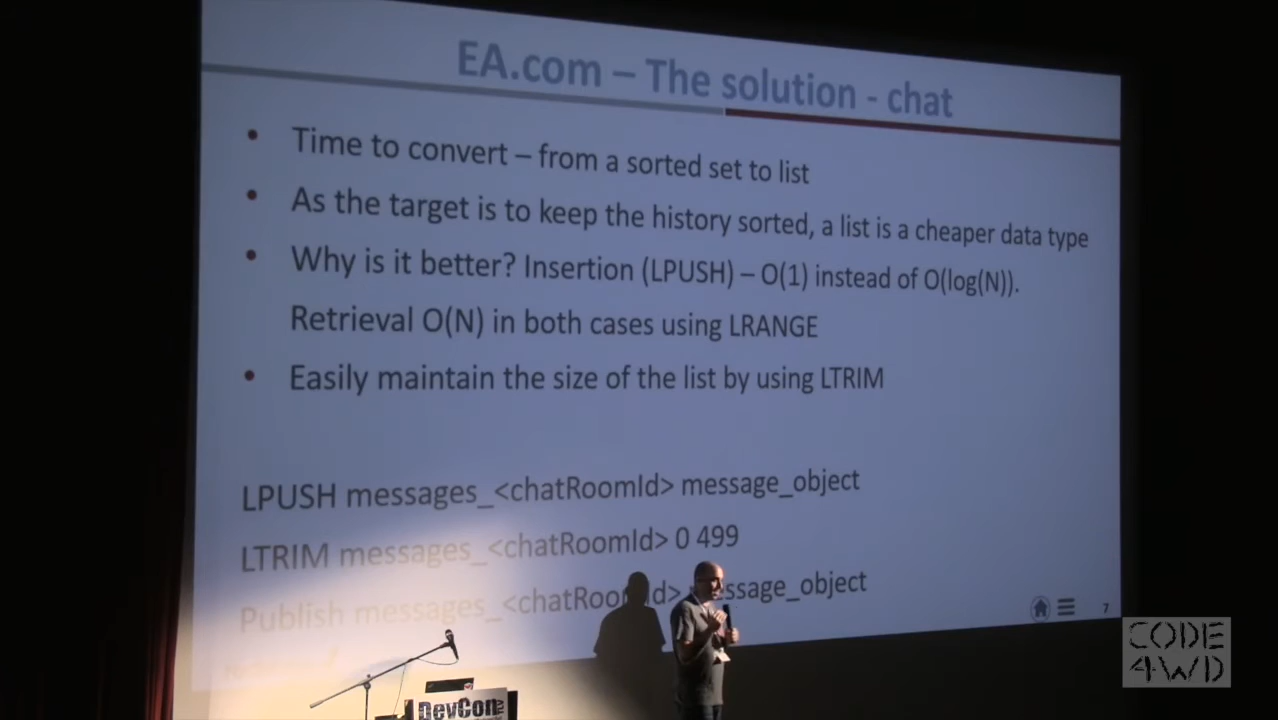 EA.com – The solution - chat
• Time to convert – from a sorted set to list
• As the target is to keep the history sorted, a list is a cheaper data type
• Why is it better? Insertion (LPUSH) – O(1) instead of O(log(N)).
Retrieval O(N) in both cases using LRANGE
• Easily maintain the size of the list by using LTRIM
LPUSH messages_<chatRoomId> message_object
LTRIM messages_<chatRoomId> 0 499
Publish messages_ message_object
7
CODE
4WD
DevCon